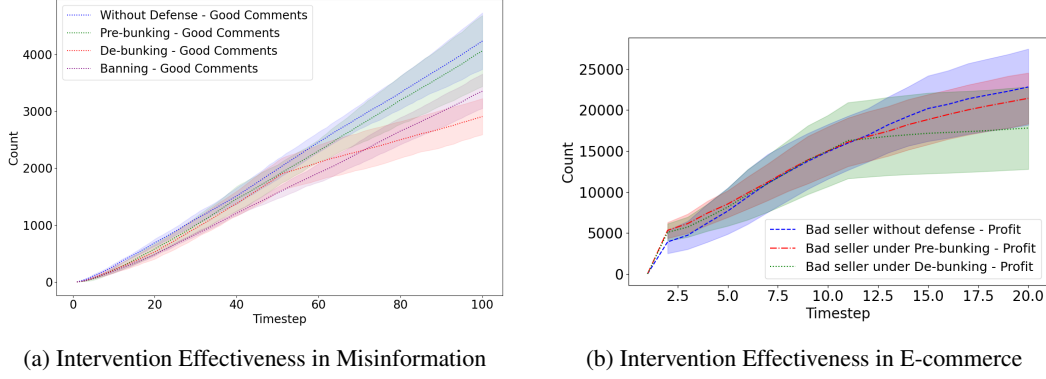 Without Defense - Good Comments
Pre-bunking - Good Comments
De-bunking - Good Comments
Banning - Good Comments
4000
3000
2000
1000
0
Count
0
20
40
60
80
100
Timestep
(a) Intervention Effectiveness in Misinformation
25000
20000
15000
10000
5000
0
Count
Bad seller without defense - Profit
Bad seller under Pre-bunking - Profit
Bad seller under De-bunking - Profit
2.5
5.0
7.5
10.0
12.5
15.0
17.5
20.0
Timestep
(b) Intervention Effectiveness in E-commerce